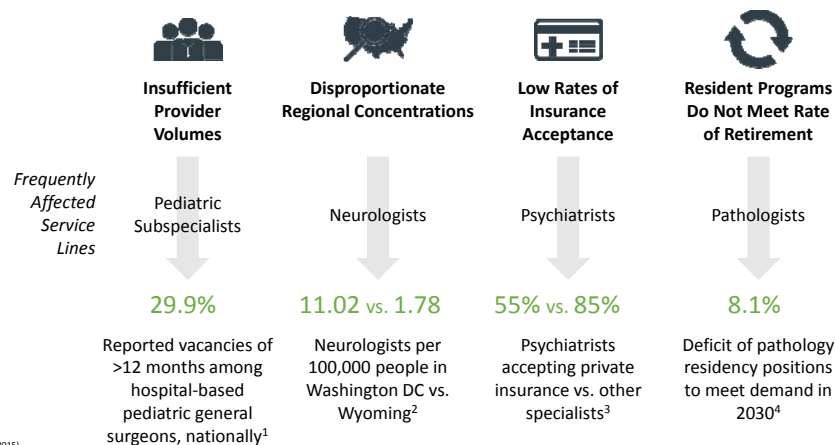 Insufficient
Provider
Volumes
Disproportionate
Regional Concentrations
Low Rates of
Insurance
Acceptance
Resident Programs
Do Not Meet Rate
of Retirement
Frequently
Affected
Service
Lines
Pediatric
Subspecialists
Neurologists
Psychiatrists
Pathologists
29.9%
11.02 vs. 1.78
55% vs. 85%
8.1%
Reported vacancies of
>12 months among
hospital-based
pediatric general
surgeons, nationally¹
Neurologists per
100,000 people in
Washington DC vs.
Wyoming²
Psychiatrists
accepting private
insurance vs. other
specialists³
Deficit of pathology
residency positions
to meet demand in
2030⁴
2015)